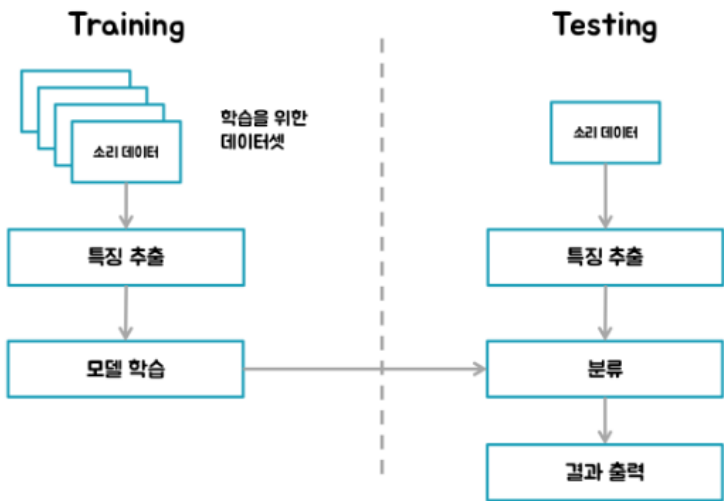 Training
소리 데이터
학습을 위한
데이터셋
특징 추출
모델 학습
Testing
소리 데이터
특징 추출
분류
결과 출력